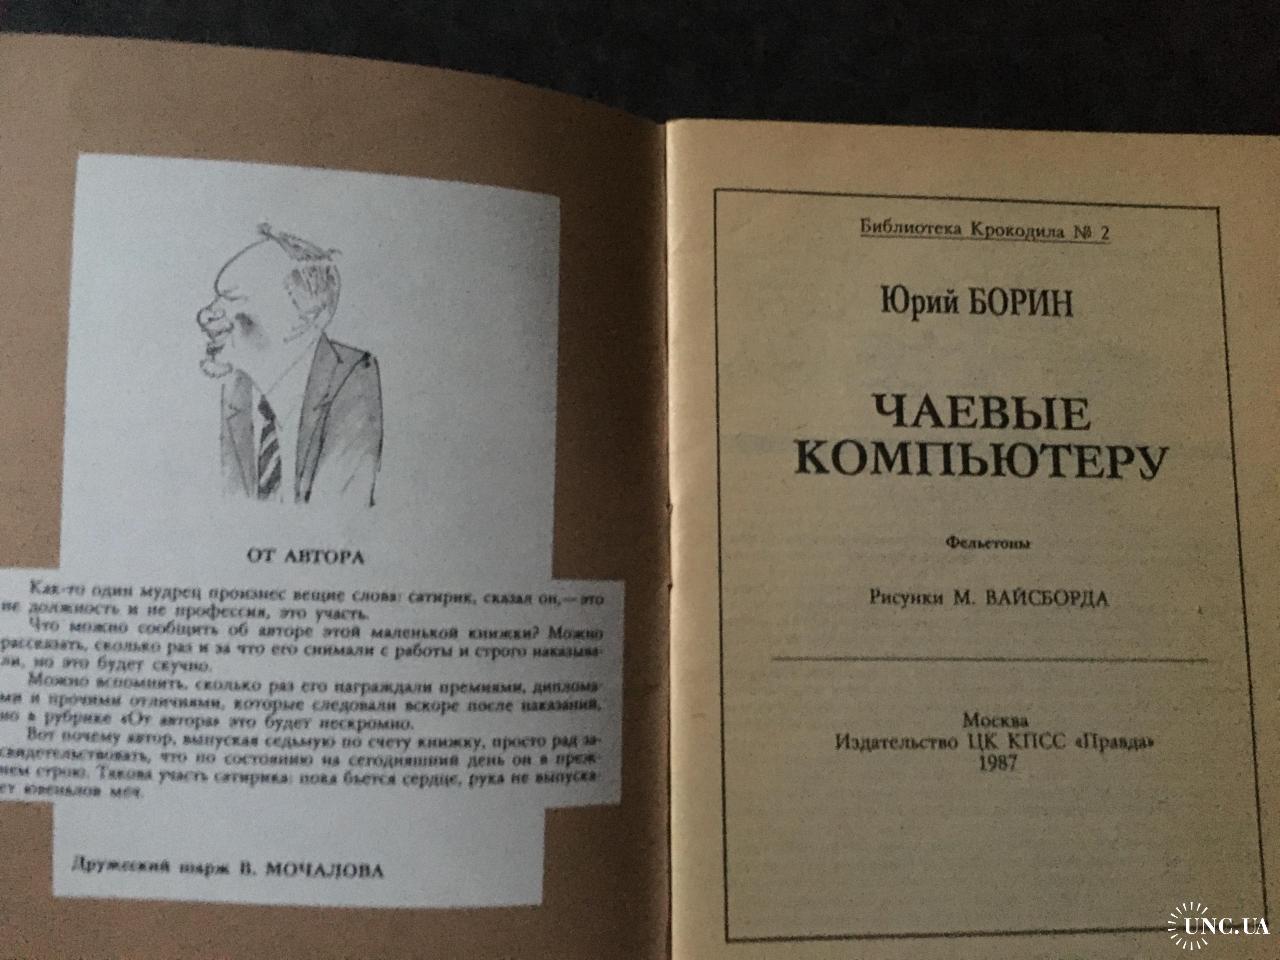 ОТ АВТОРА
Как-то один мудрец произнес вещие слова: сатирик, сказал он,— это
не должность и не профессия, это участь.
Что можно сообщить об авторе этой маленькой книжки? Можно
рассказать, сколько раз и за что его снимали с работы и строго наказыва-
ли, но это будет скучно.
Можно вспомнить, сколько раз его награждали премиями, диплома-
ми и прочими отличиями, которые следовали вскоре после наказаний,
но в рубрике «От автора» это будет нескромно.
Вот почему автор, выпуская седьмую по счету книжку, просто рад за-
свидетельствовать, что по состоянию на сегодняшний день он в преж-
нем строю. Такова участь сатирика: пока бьется сердце, рука не выпуска-
ет ювеналов меч.
Дружеский шарж В. МОЧАЛОВА
Библиотека Крокодила № 2
Юрий БОРИН
ЧАЕВЫЕ
КОМПЬЮТЕРУ
Фельетоны
Рисунки М. ВАЙСБОРДА
Москва
Издательство ЦК КПСС «Правда»
1987
UNC.UA